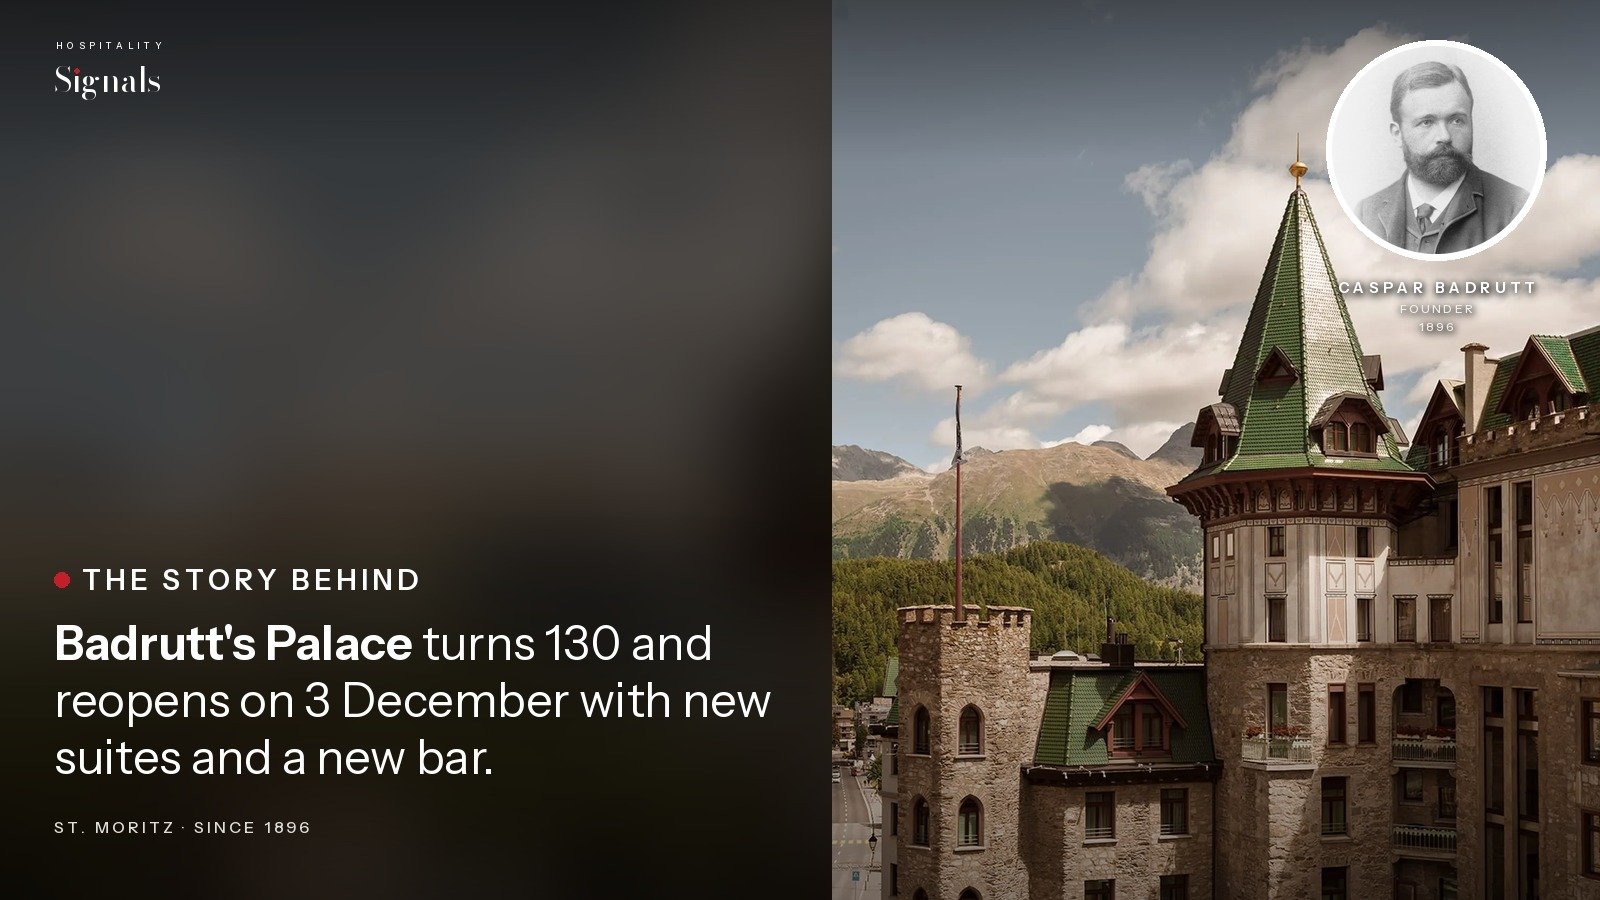 HOSPITALITY
Signals
CASPAR BADRUTT
FOUNDER
1896
THE STORY BEHIND
Badrutt's Palace turns 130 and
reopens on 3 December with new
suites and a new bar.
ST. MORITZ · SINCE 1896